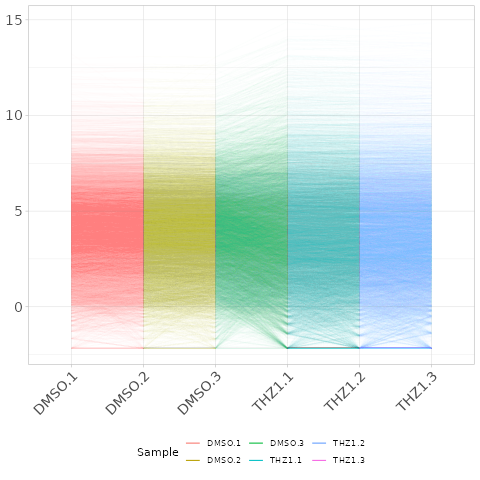 15
10
5
0
DMSO.1 DMSO.2 DMSO.3 THZ1.1 THZ1.2 THZ1.3
Sample DMSO.1 DMSO.3 THZ1.2
DMSO.2 THZ1.1 THZ1.3